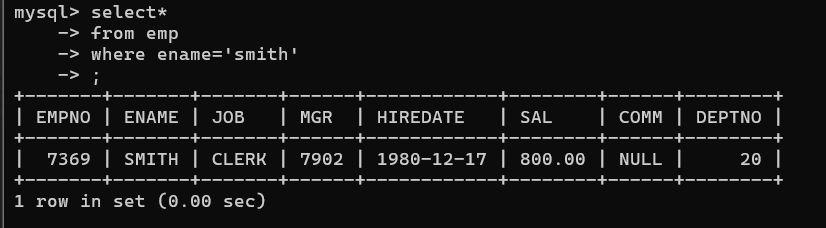 mysql> select*
    -> from emp
    -> where ename='smith'
    -> ;
+-------+-------+-------+------+------------+--------+------+--------+
| EMPNO | ENAME | JOB   | MGR  | HIREDATE   | SAL    | COMM | DEPTNO |
+-------+-------+-------+------+------------+--------+------+--------+
|  7369 | SMITH | CLERK | 7902 | 1980-12-17 | 800.00 | NULL |     20 |
+-------+-------+-------+------+------------+--------+------+--------+
1 row in set (0.00 sec)